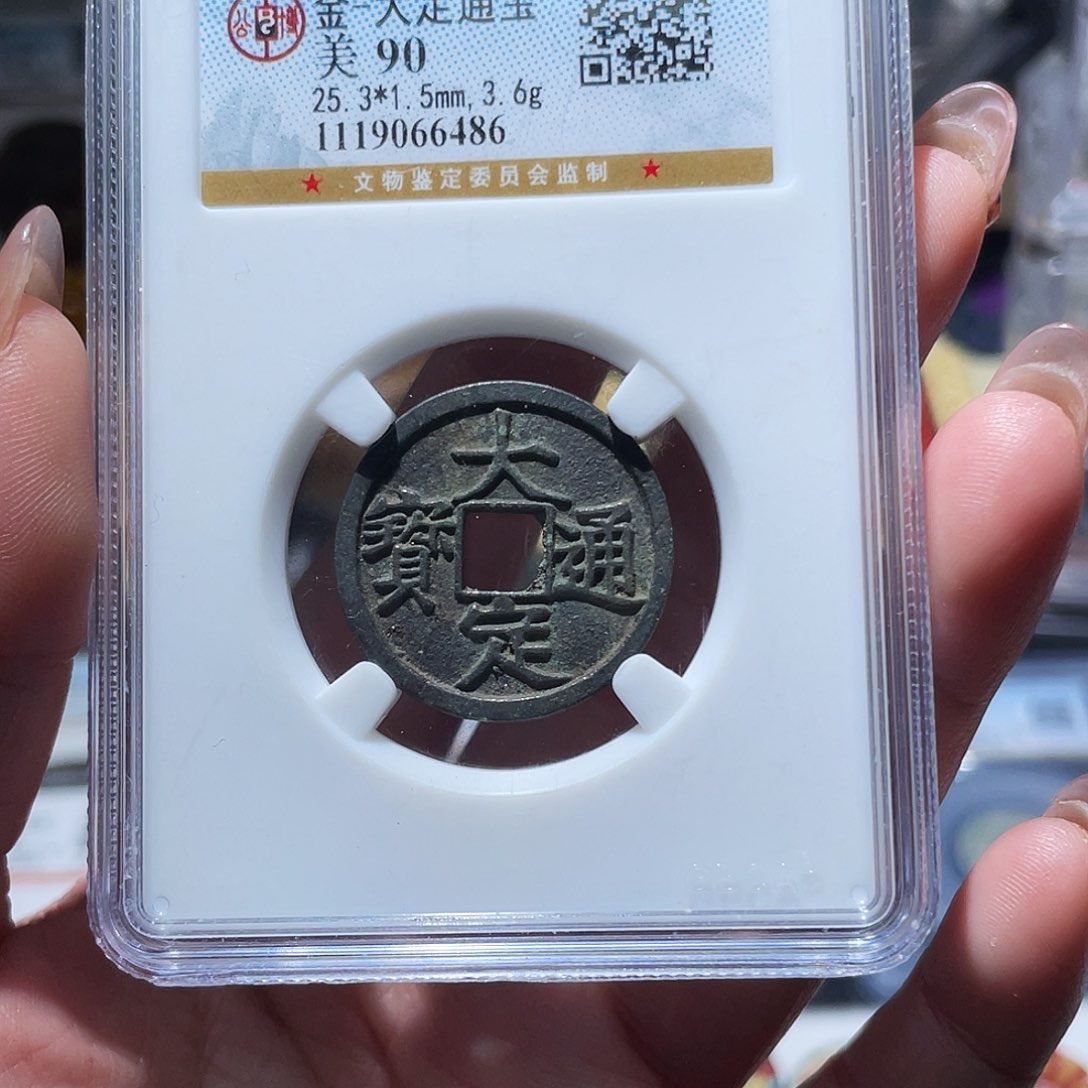 金-大定通宝
美 90
25.3*1.5mm,3.6g
1119066486
★ 文物鉴定委员会监制 ★
大
寶 通
定